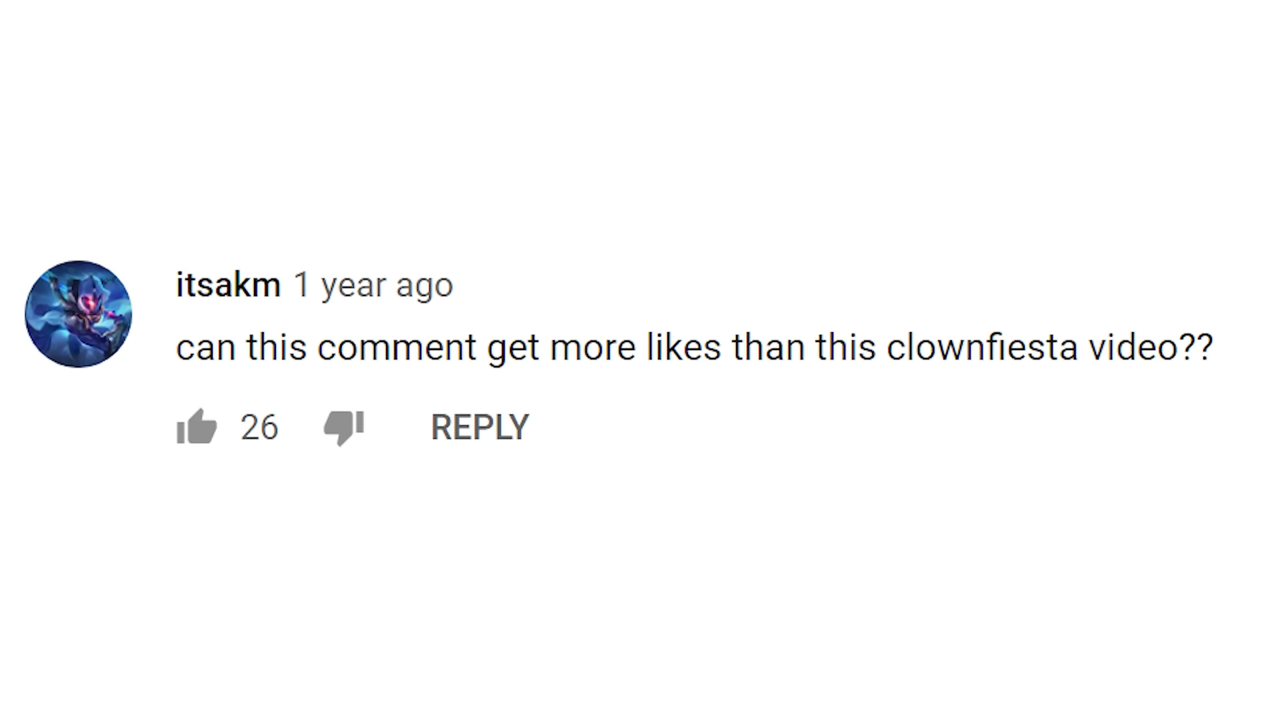 itsakm 1 year ago
can this comment get more likes than this clownfiesta video??
26 REPLY